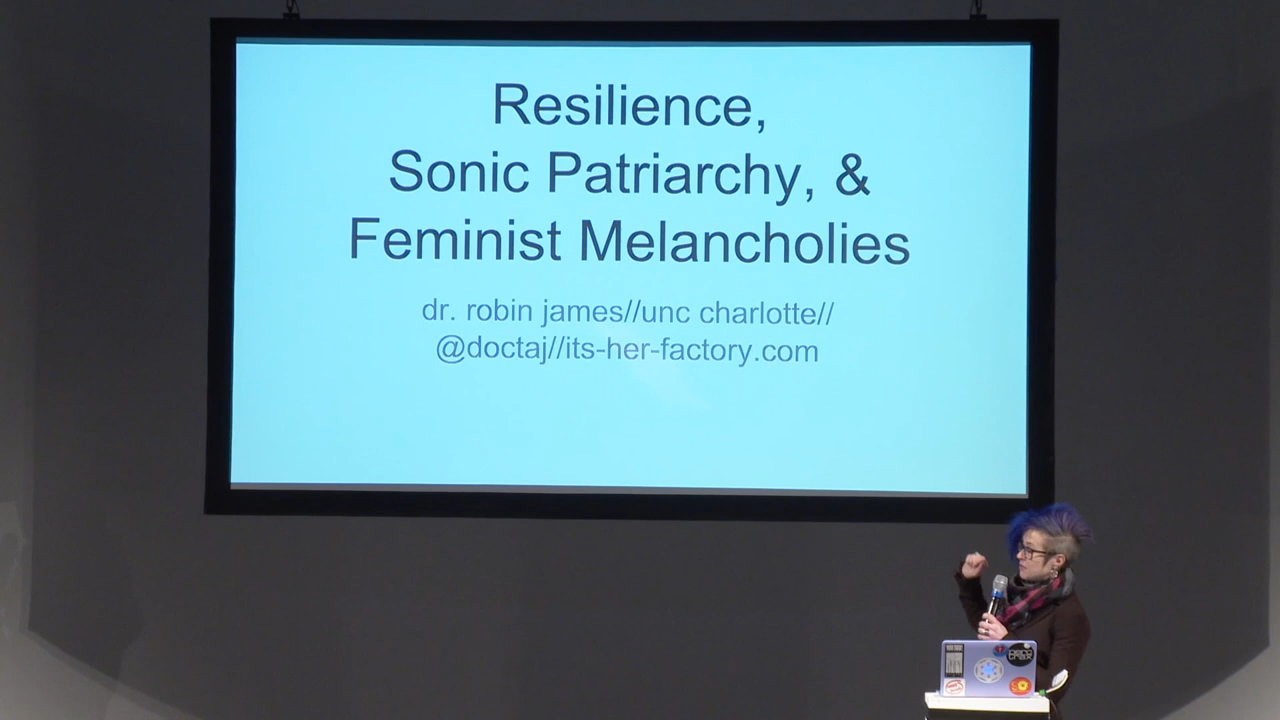 Resilience,
Sonic Patriarchy, &
Feminist Melancholies
dr. robin james//unc charlotte//
@doctaj//its-her-factory.com